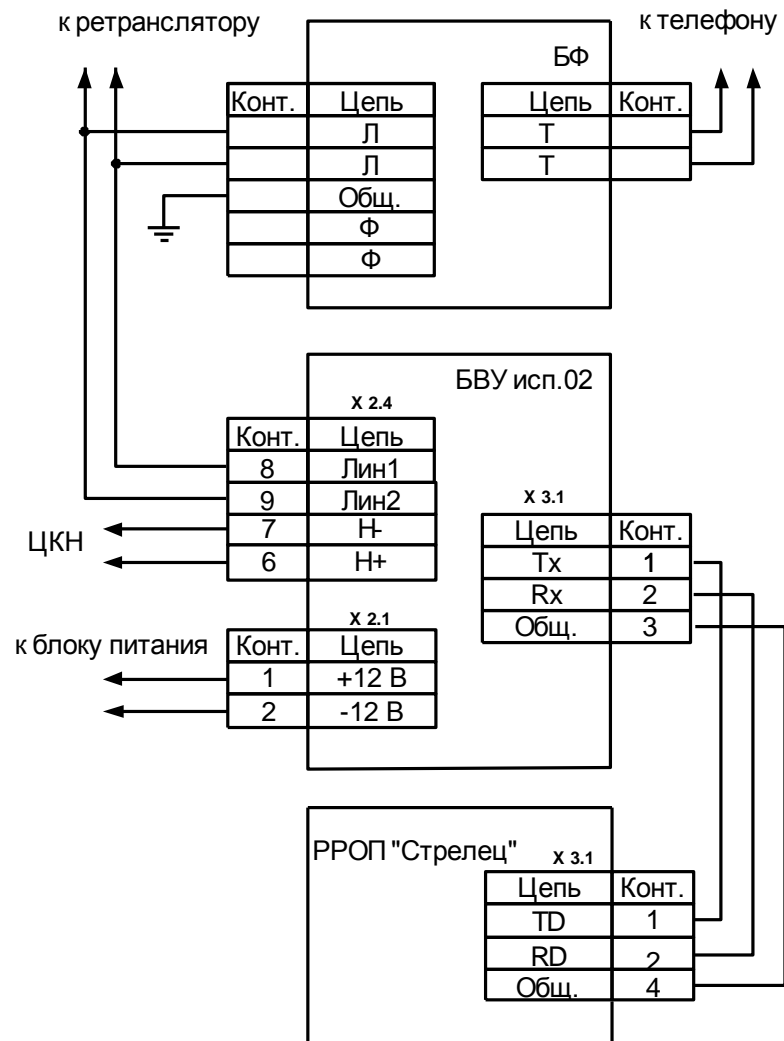 к ретранслятору
к телефону
БФ
Конт. Цепь
Л
Л
Общ.
Ф
Ф
Цепь Конт.
Т
Т
БВУ исп.02
X 2.4
Конт. Цепь
8 Лин1
9 Лин2
7 Н-
6 Н+
ЦКН
X 3.1
Цепь Конт.
Tx 1
Rx 2
Общ. 3
X 2.1
к блоку питания
Конт. Цепь
1 +12 В
2 -12 В
РРОП "Стрелец"
X 3.1
Цепь Конт.
TD 1
RD 2
Общ. 4